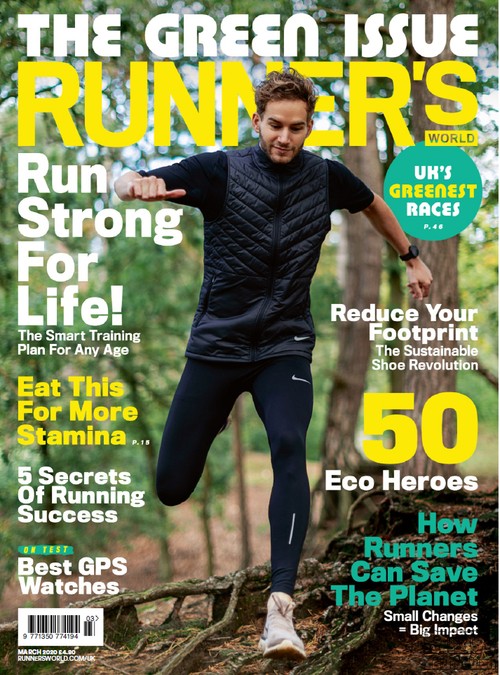 THE GREEN ISSUE
RUNNER'S
WORLD
UK'S
GREENEST
RACES
P.46
Run
Strong
For
Life!
The Smart Training
Plan For Any Age
Eat This
For More
Stamina P.15
5 Secrets
Of Running
Success
ON TEST
Best GPS
Watches
Reduce Your
Footprint
The Sustainable
Shoe Revolution
50
Eco Heroes
How
Runners
Can Save
The Planet
Small Changes
= Big Impact
03
9 771350 774194
MARCH 2020 £4.80
RUNNERSWORLD.COM/UK